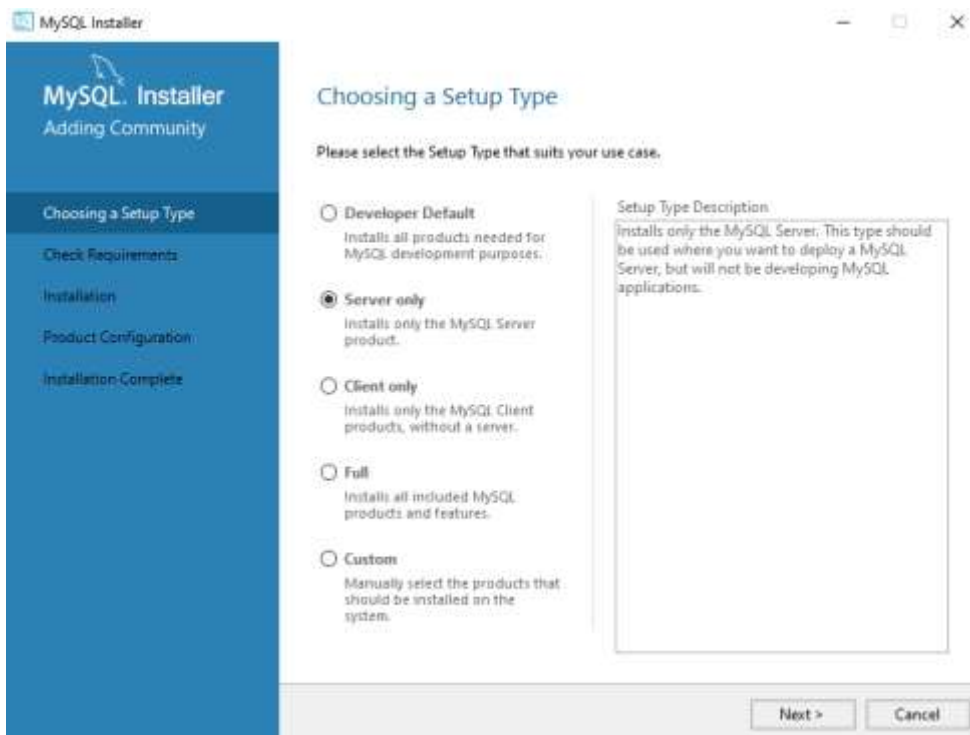 MySQL Installer
MySQL. Installer
Adding Community
Choosing a Setup Type
Check Requirements
Installation
Product Configuration
Installation Complete
Choosing a Setup Type
Please select the Setup Type that suits your use case.
Developer Default
Installs all products needed for
MySQL development purposes.
Server only
Installs only the MySQL Server
product.
Client only
Installs only the MySQL Client
products, without a server.
Full
Installs all included MySQL
products and features.
Custom
Manually select the products that
should be installed on the
system.
Setup Type Description
Installs only the MySQL Server. This type should
be used where you want to deploy a MySQL
Server, but will not be developing MySQL
applications.
Next >
Cancel